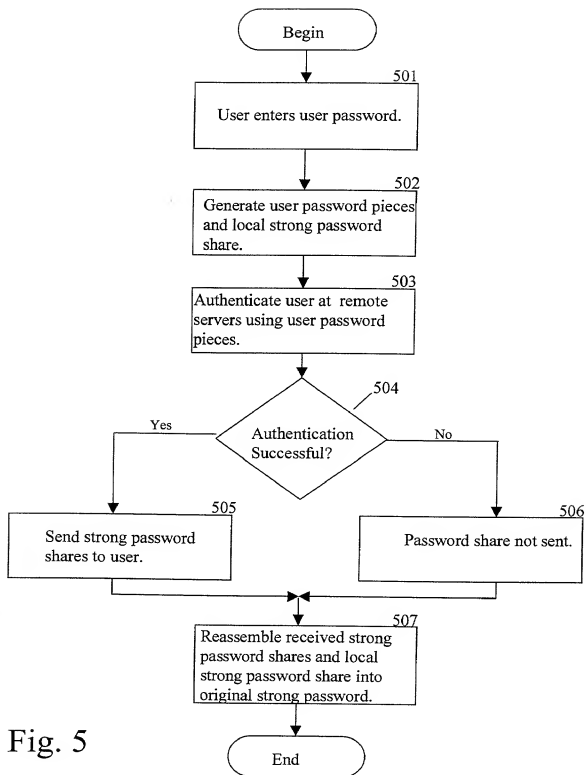 Begin
501
User enters user password.
502
Generate user password pieces
and local strong password
share.
503
Authenticate user at remote
servers using user password
pieces.
504
Authentication
Successful?
Yes
No
505
Send strong password
shares to user.
506
Password share not sent.
507
Reassemble received strong
password shares and local
strong password share into
original strong password.
Fig. 5
End